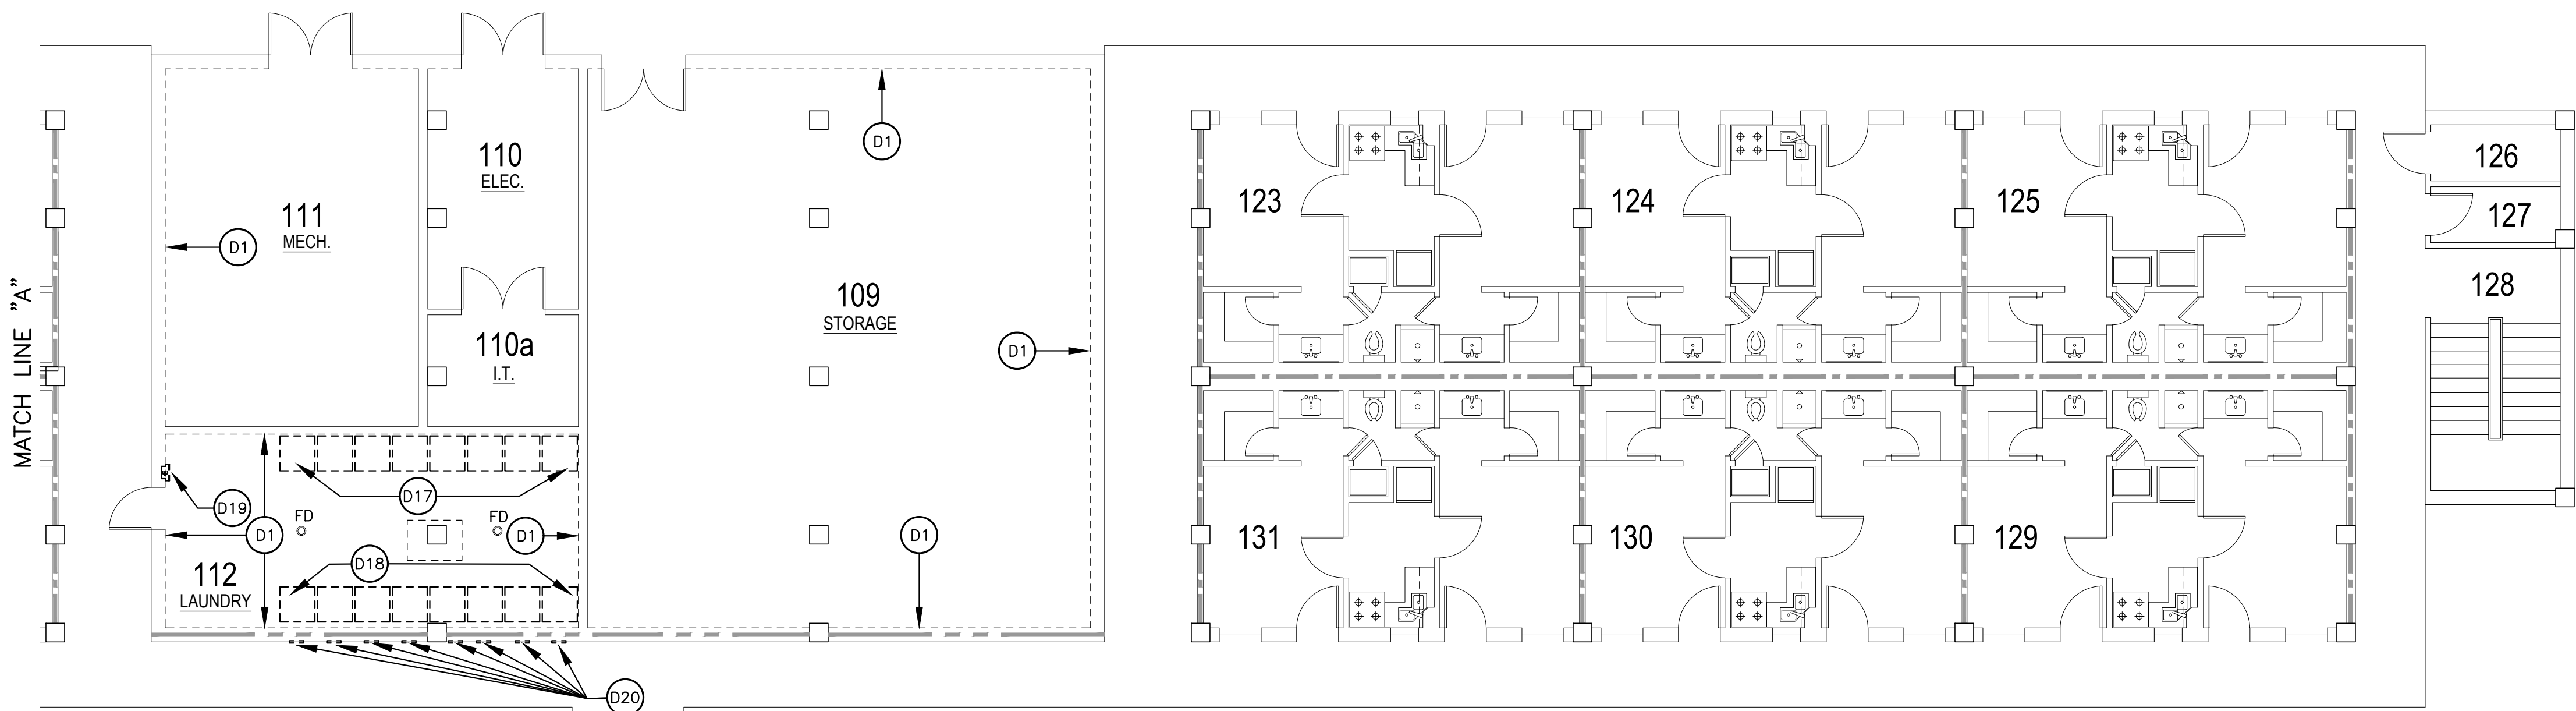 MATCH LINE "A"
111
MECH.
D1
110
ELEC.
110a
I.T.
D1
109
STORAGE
D1
D1
D17
D19
FD
D1
FD
D1
D18
112
LAUNDRY
D20
123
124
125
126
127
128
131
130
129